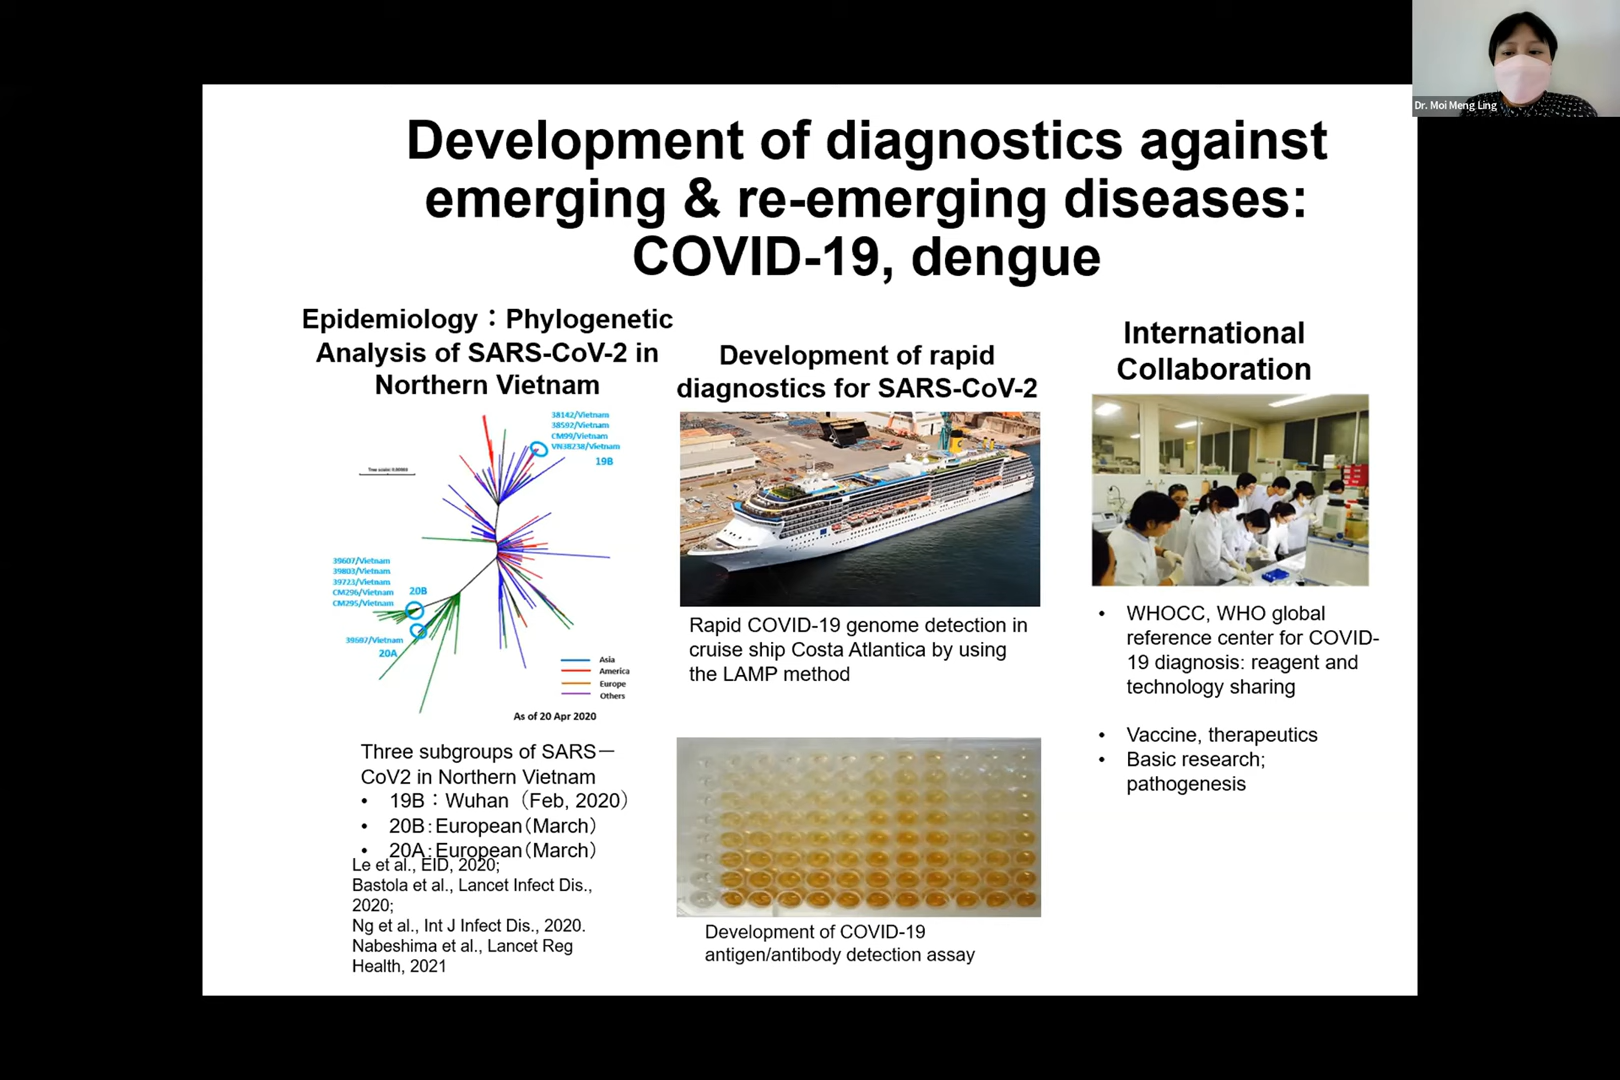 Dr. Moi Meng Ling
Development of diagnostics against
emerging & re-emerging diseases:
COVID-19, dengue
Epidemiology：Phylogenetic
Analysis of SARS-CoV-2 in
Northern Vietnam
38142/Vietnam
38592/Vietnam
CM99/Vietnam
VN38238/Vietnam
19B
39607/Vietnam
39803/Vietnam
39723/Vietnam
CM296/Vietnam
CM295/Vietnam
20B
39697/Vietnam
20A
Asia
America
Europe
Others
As of 20 Apr 2020
Three subgroups of SARS－
CoV2 in Northern Vietnam
• 19B：Wuhan（Feb, 2020）
• 20B：European（March）
• 20A：European（March）
Le et al., EID, 2020;
Bastola et al., Lancet Infect Dis.,
2020;
Ng et al., Int J Infect Dis., 2020.
Nabeshima et al., Lancet Reg
Health, 2021
Development of rapid
diagnostics for SARS-CoV-2
Rapid COVID-19 genome detection in
cruise ship Costa Atlantica by using
the LAMP method
Development of COVID-19
antigen/antibody detection assay
International
Collaboration
• WHOCC, WHO global
reference center for COVID-
19 diagnosis: reagent and
technology sharing
• Vaccine, therapeutics
• Basic research;
pathogenesis